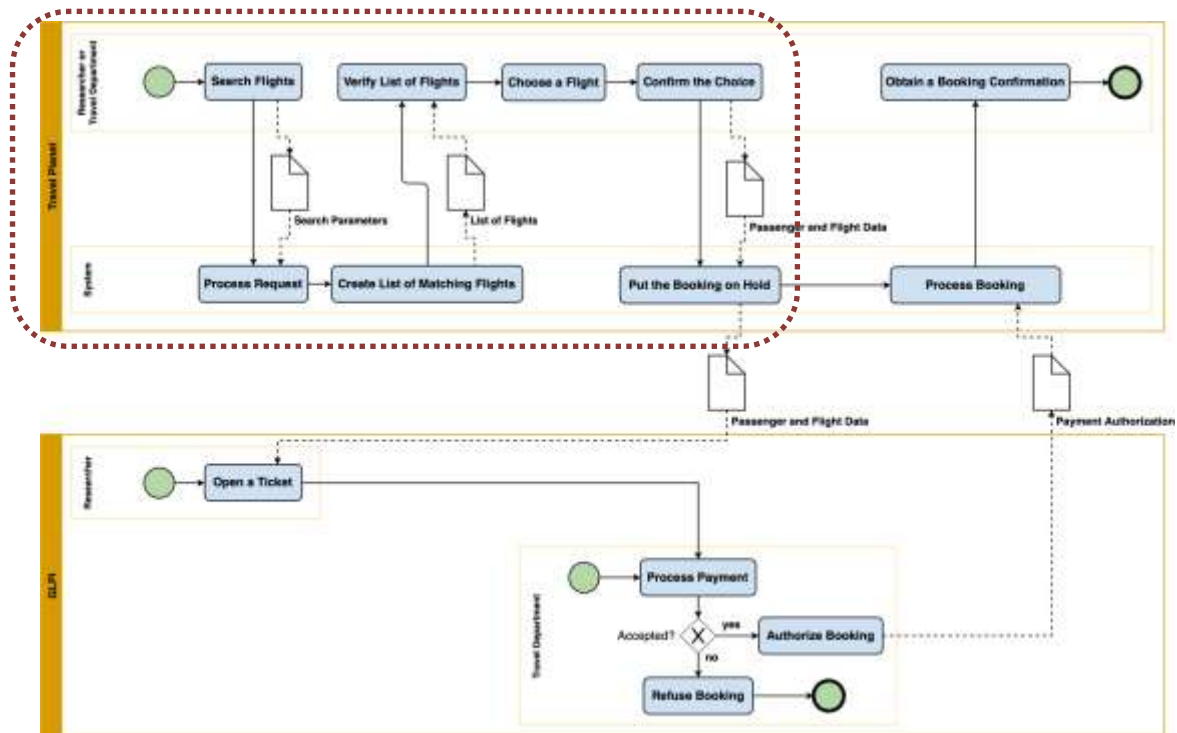 Researcher or
Travel Department
Search Flights
Verify List of Flights
Choose a Flight
Confirm the Choice
Obtain a Booking Confirmation
Travel Planet
Search Parameters
List of Flights
Passenger and Flight Data
System
Process Request
Create List of Matching Flights
Put the Booking on Hold
Process Booking
Passenger and Flight Data
Payment Authorization
Researcher
Open a Ticket
GLPI
Travel Department
Process Payment
Accepted?
X
yes
Authorize Booking
no
Refuse Booking